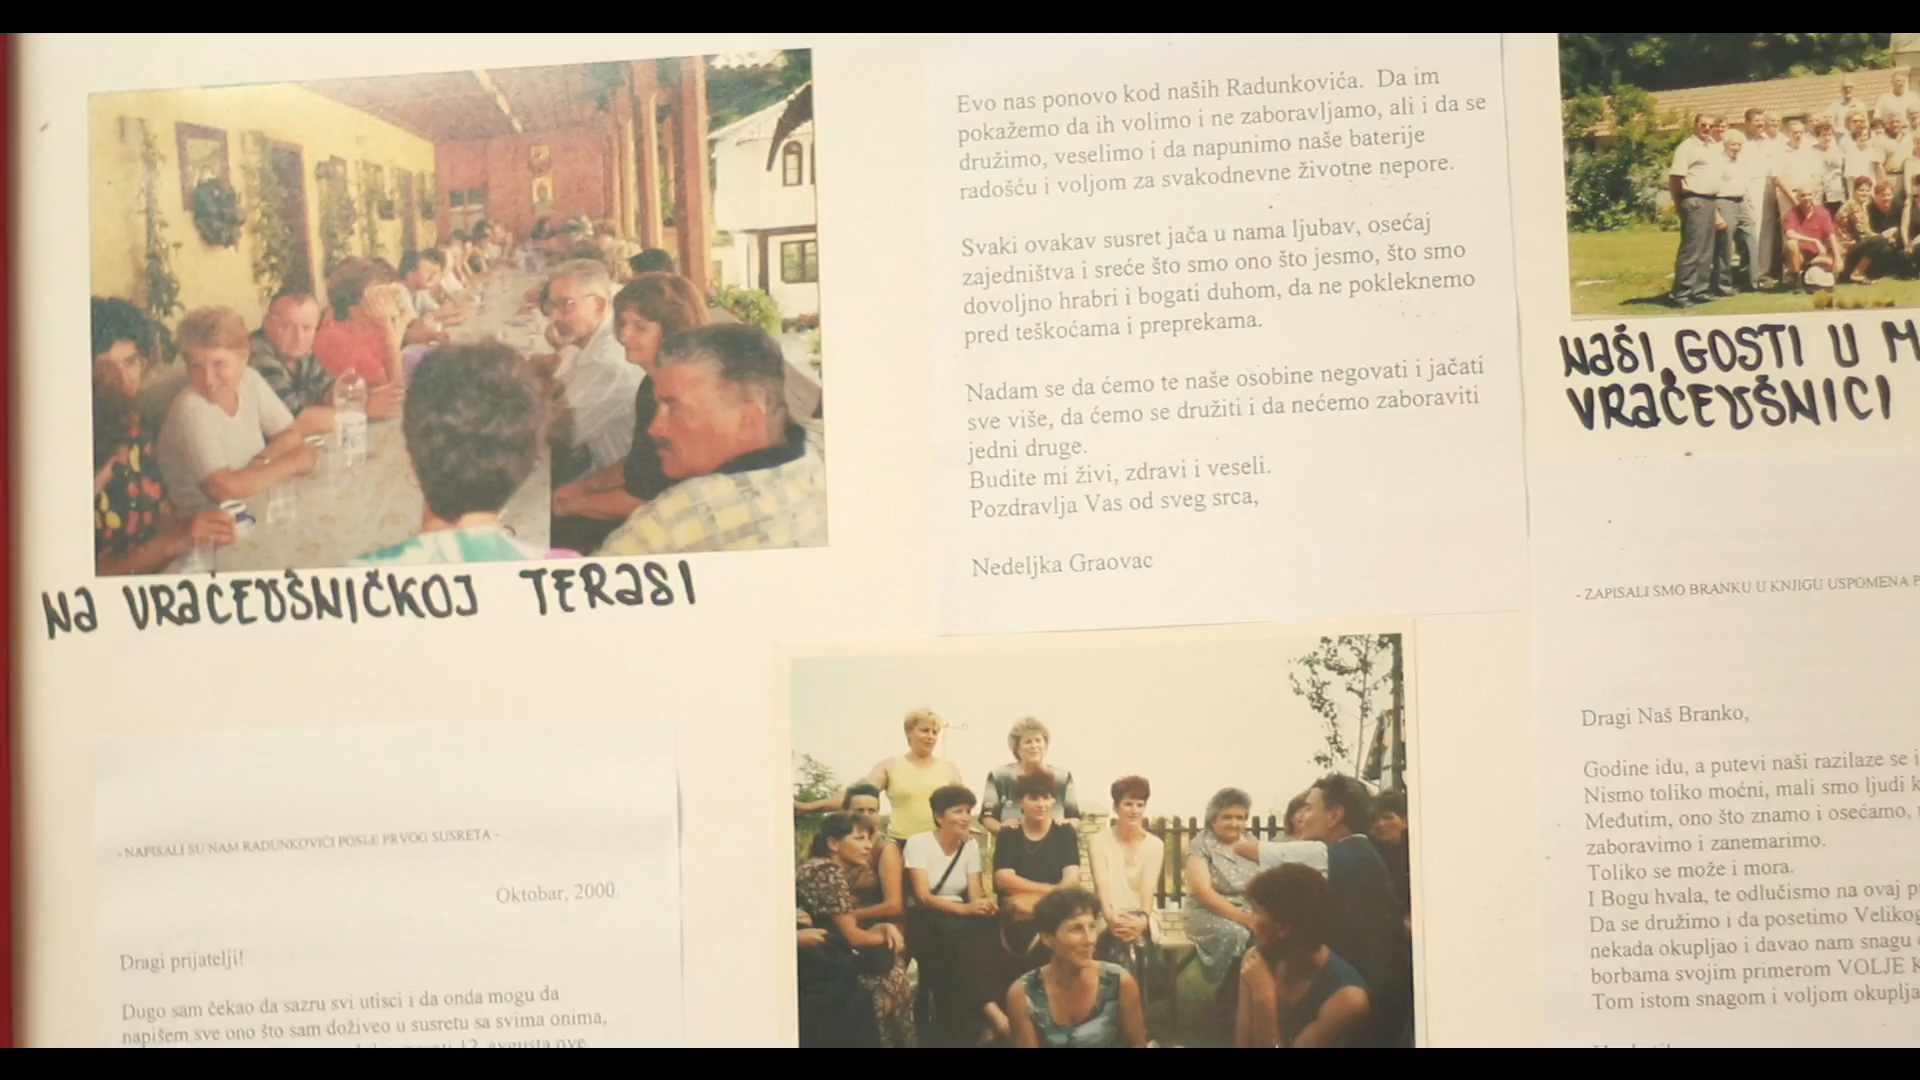 NA VRAĆEVŠNIČKOJ TERASI
Evo nas ponovo kod naših Radunkovića. Da im
pokažemo da ih volimo i ne zaboravljamo, ali i da se
družimo, veselimo i da napunimo naše baterije
radošću i voljom za svakodnevne životne nepore.
Svaki ovakav susret jača u nama ljubav, osećaj
zajedništva i sreće što smo ono što jesmo, što smo
dovoljno hrabri i bogati duhom, da ne pokleknemo
pred teškoćama i preprekama.
Nadam se da ćemo te naše osobine negovati i jačati
sve više, da ćemo se družiti i da nećemo zaboraviti
jedni druge.
Budite mi živi, zdravi i veseli.
Pozdravlja Vas od sveg srca,
Nedeljka Graovac
NAŠI GOSTI U M
VRAĆEVŠNICI
- NAPISALI SU NAM RADUNKOVIĆI POSLE PRVOG SUSRETA -
Oktobar, 2000.
Dragi prijatelji!
Dugo sam čekao da sazru svi utisci i da onda mogu da
napišem sve ono što sam doživeo u susretu sa svima onima,
12. avgusta ove
- ZAPISALI SMO BRANKU U KNJIGU USPOMENA P
Dragi Naš Branko,
Godine idu, a putevi naši razilaze se i
Nismo toliko moćni, mali smo ljudi k
Međutim, ono što znamo i osećamo,
zaboravimo i zanemarimo.
Toliko se može i mora.
I Bogu hvala, te odlučismo na ovaj p
Da se družimo i da posetimo Velikog
nekada okupljao i davao nam snagu
borbama svojim primerom VOLJE K
Tom istom snagom i voljom okuplja